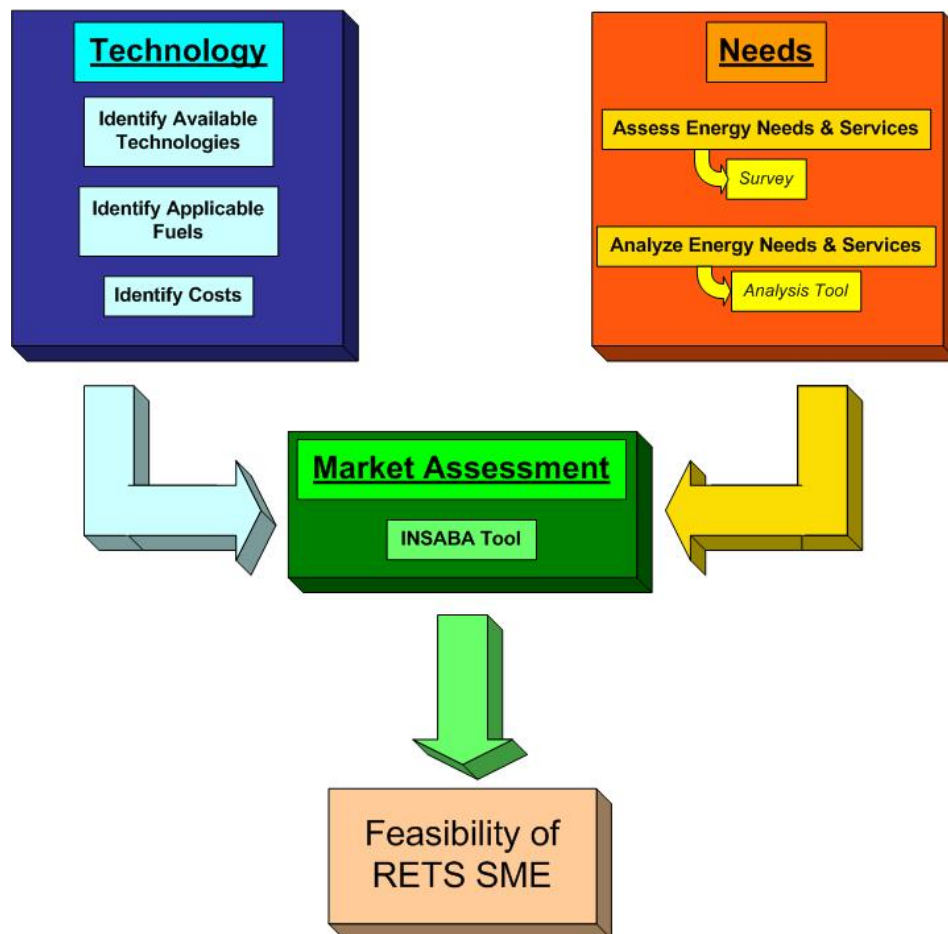 Technology
Identify Available
Technologies
Identify Applicable
Fuels
Identify Costs
Needs
Assess Energy Needs & Services
Survey
Analyze Energy Needs & Services
Analysis Tool
Market Assessment
INSABA Tool
Feasibility of
RETS SME